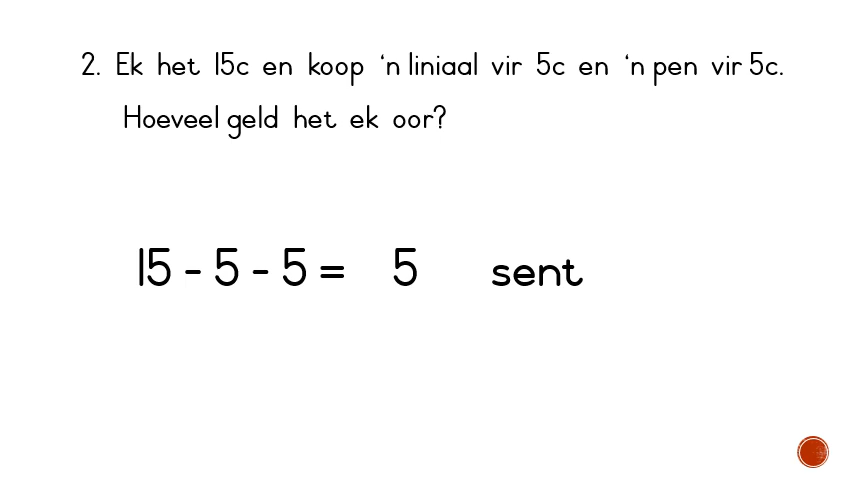 2. Ek het 15c en koop ‘n liniaal vir 5c en ‘n pen vir 5c.
Hoeveel geld het ek oor?
15 - 5 - 5 = 5 sent